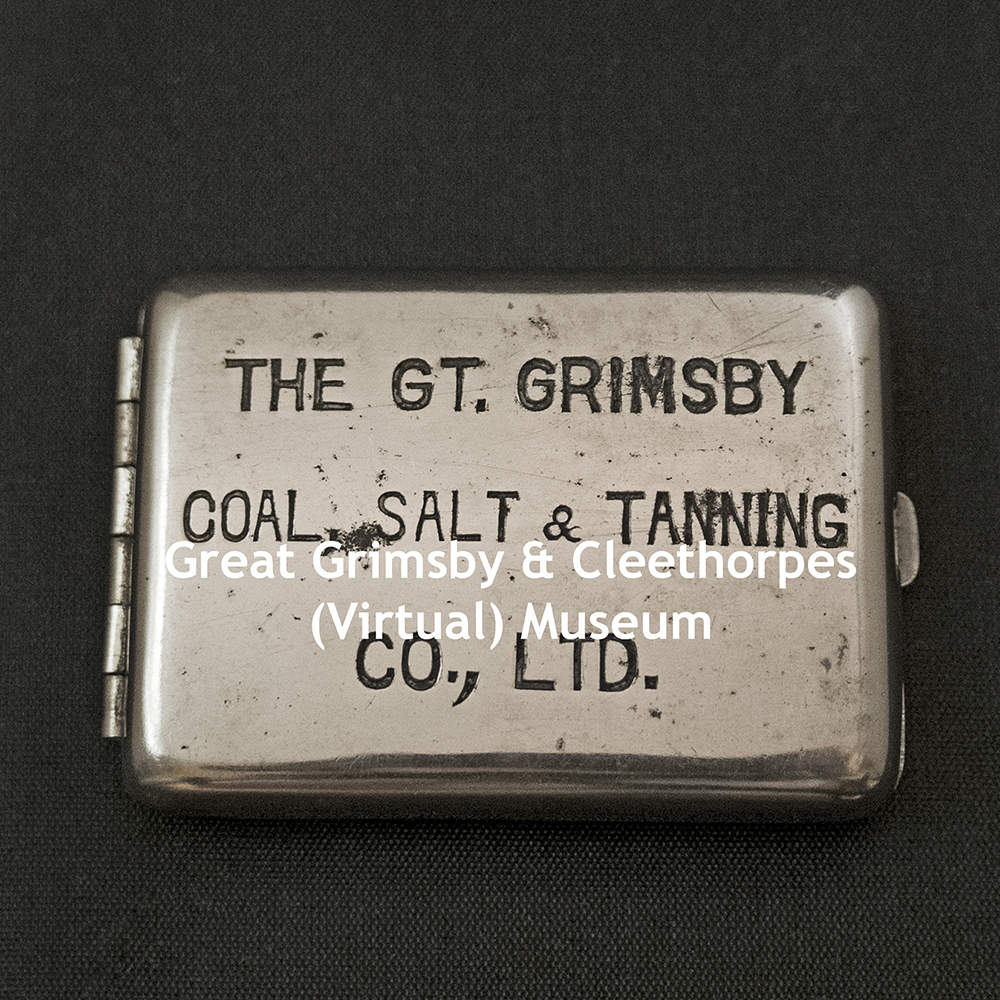 THE GT. GRIMSBY
COAL, SALT & TANNING
Great Grimsby & Cleethorpes
(Virtual) Museum
CO., LTD.